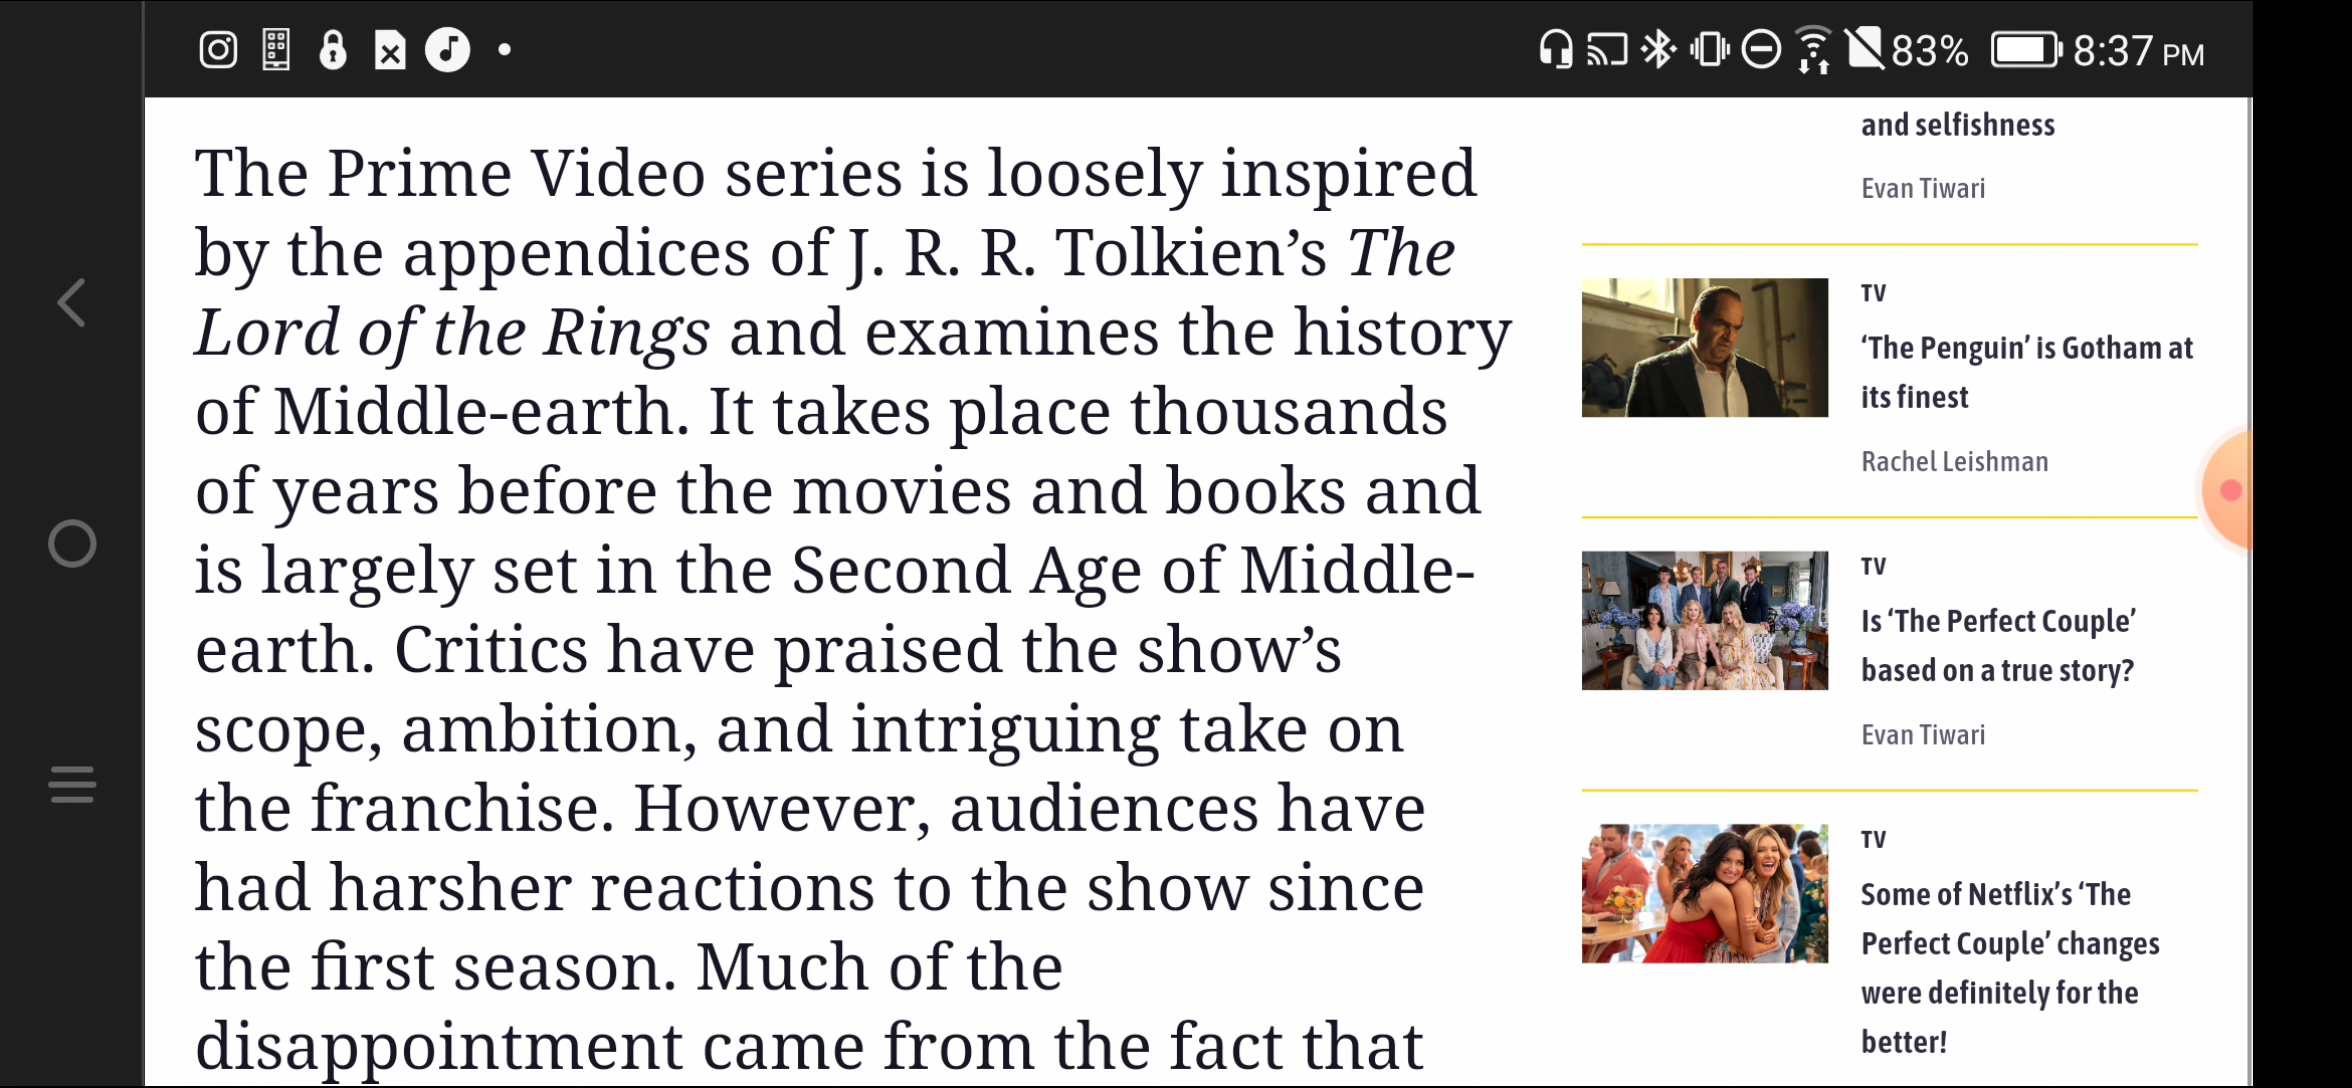 83% 8:37 PM
The Prime Video series is loosely inspired
by the appendices of J. R. R. Tolkien’s The
Lord of the Rings and examines the history
of Middle-earth. It takes place thousands
of years before the movies and books and
is largely set in the Second Age of Middle-
earth. Critics have praised the show’s
scope, ambition, and intriguing take on
the franchise. However, audiences have
had harsher reactions to the show since
the first season. Much of the
disappointment came from the fact that
and selfishness
Evan Tiwari
TV
‘The Penguin’ is Gotham at
its finest
Rachel Leishman
TV
Is ‘The Perfect Couple’
based on a true story?
Evan Tiwari
TV
Some of Netflix’s ‘The
Perfect Couple’ changes
were definitely for the
better!